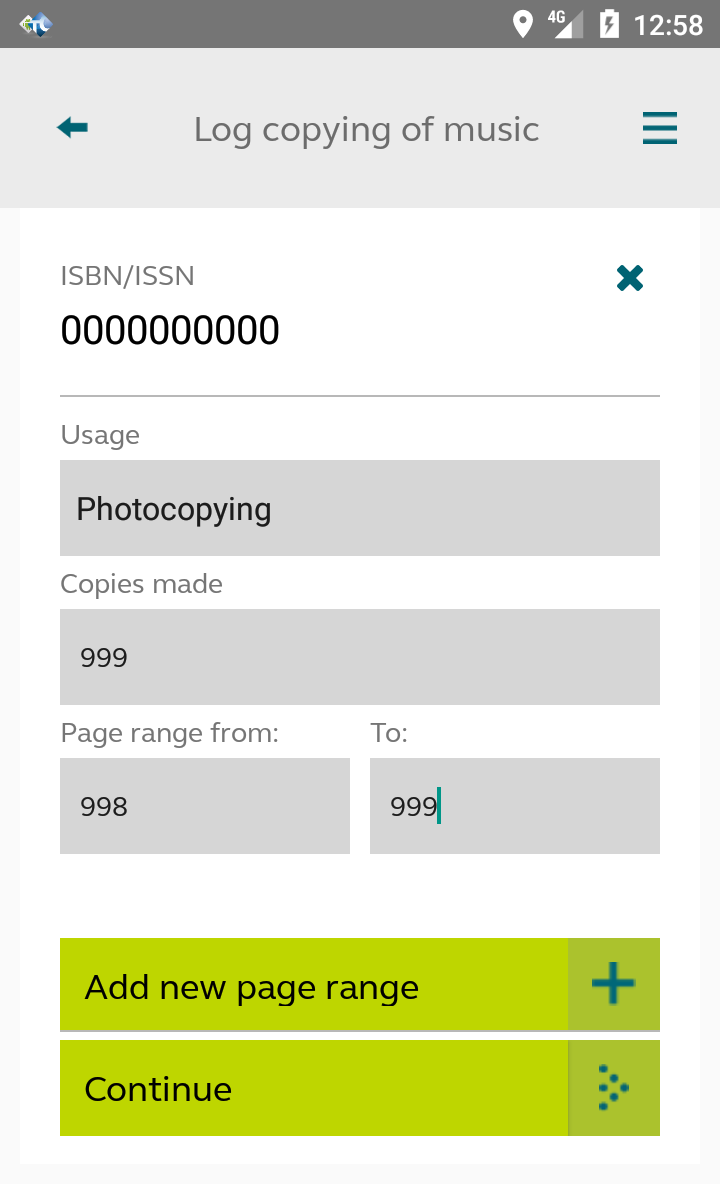 4G 12:58
Log copying of music
ISBN/ISSN
0000000000
Usage
Photocopying
Copies made
999
Page range from: To:
998 999
Add new page range
Continue